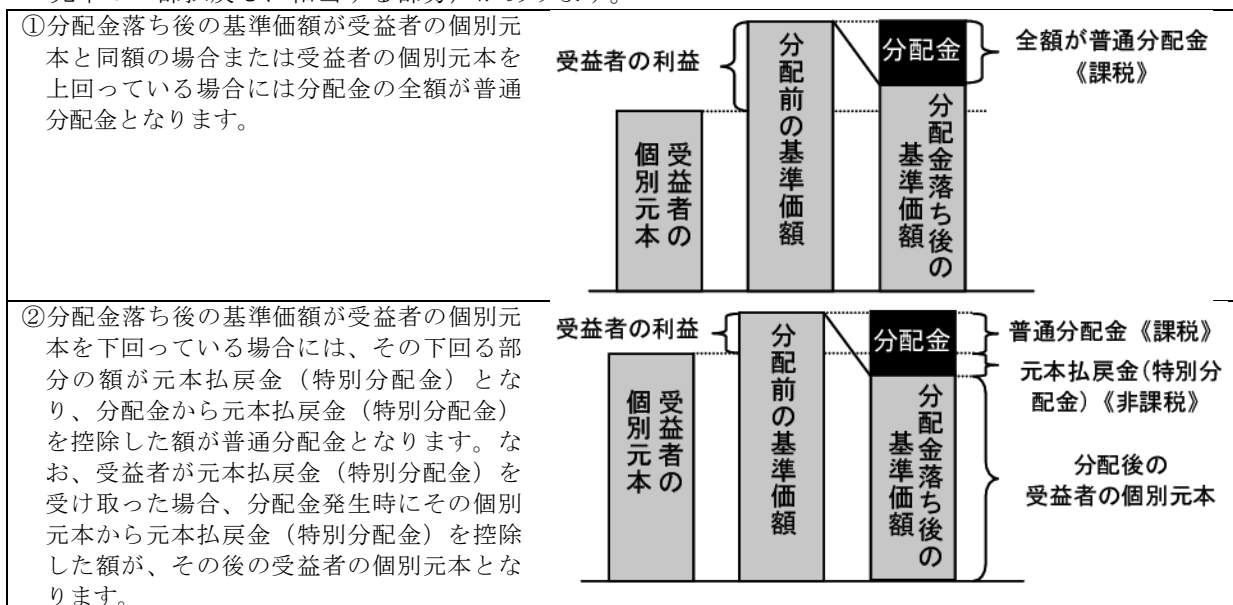 ①分配金落ち後の基準価額が受益者の個別元
本と同額の場合または受益者の個別元本を
上回っている場合には分配金の全額が普通
分配金となります。
受益者の利益
受益者の
個別元本
分配前の基準価額
分配金
分配金落ち後の
基準価額
全額が普通分配金
《課税》
②分配金落ち後の基準価額が受益者の個別元
本を下回っている場合には、その下回る部
分の額が元本払戻金（特別分配金）とな
り、分配金から元本払戻金（特別分配金）
を控除した額が普通分配金となります。な
お、受益者が元本払戻金（特別分配金）を
受け取った場合、分配金発生時にその個別
元本から元本払戻金（特別分配金）を控除
した額が、その後の受益者の個別元本とな
ります。
受益者の利益
受益者の
個別元本
分配前の基準価額
分配金
分配金落ち後の
基準価額
普通分配金《課税》
元本払戻金（特別分
配金）《非課税》
分配後の
受益者の個別元本